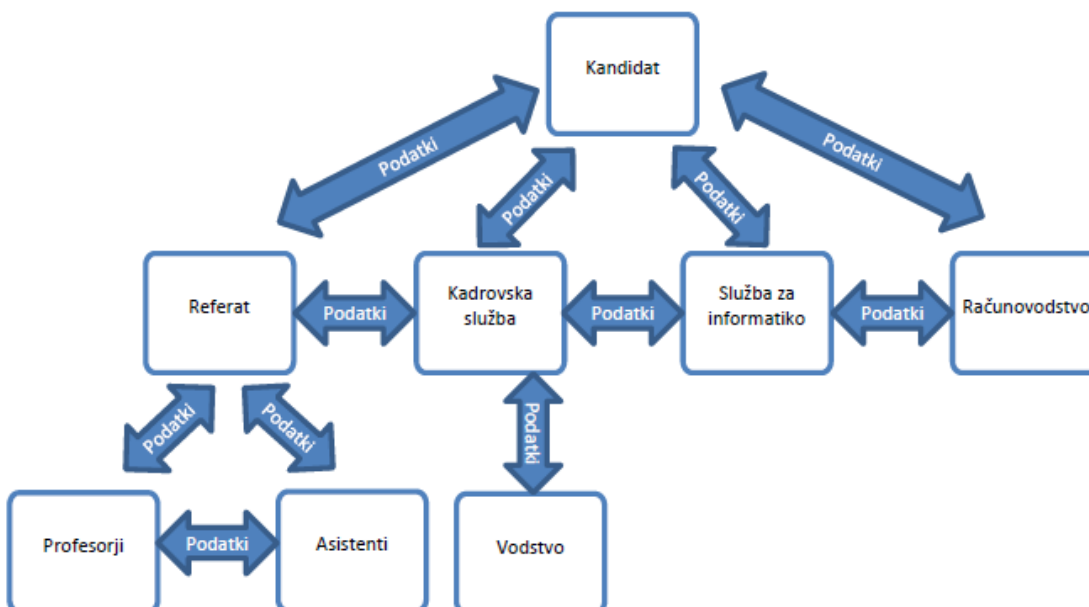 Kandidat
Podatki
Podatki
Podatki
Podatki
Referat
Podatki
Kadrovska
služba
Podatki
Služba za
informatiko
Podatki
Računovodstvo
Podatki
Podatki
Podatki
Profesorji
Podatki
Asistenti
Vodstvo